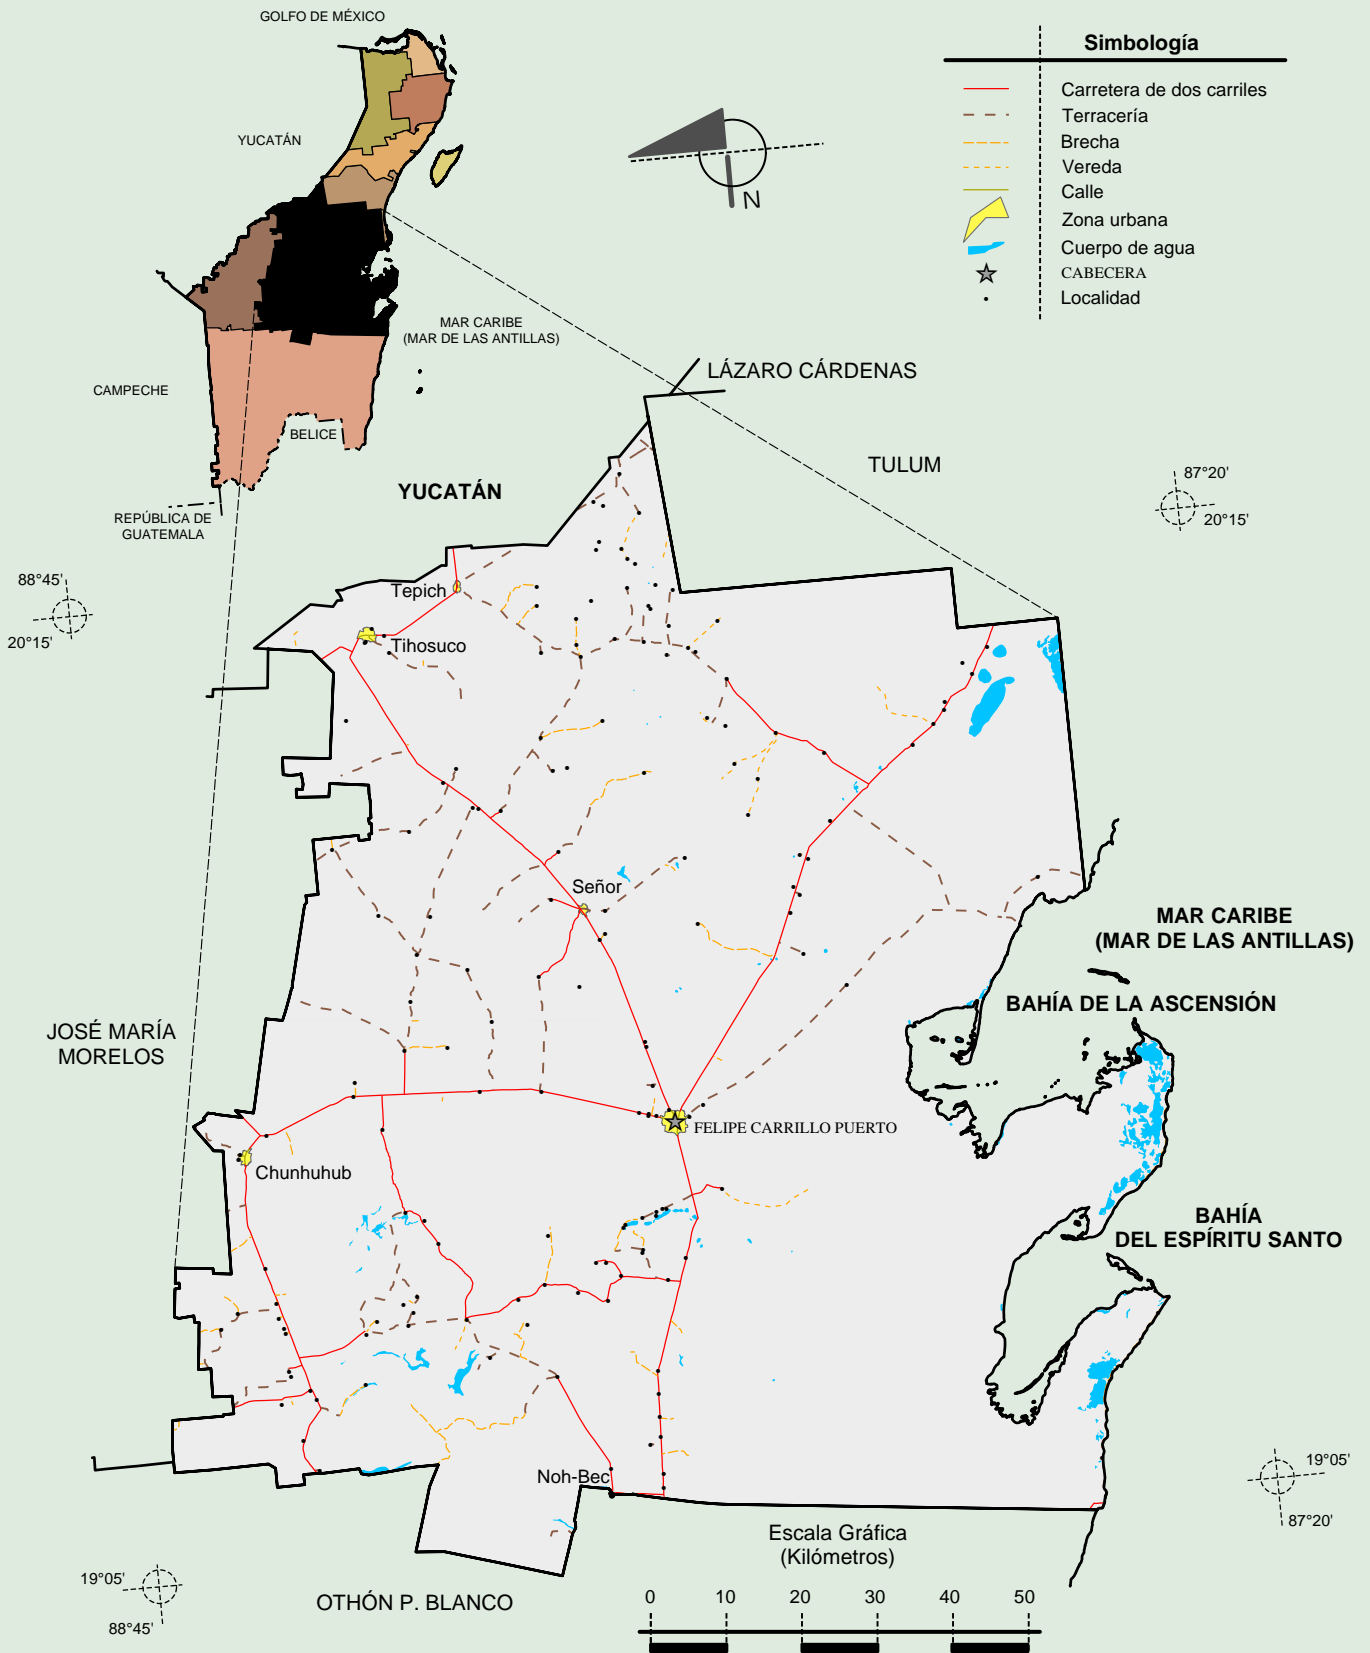 GOLFO DE MÉXICO
YUCATÁN
CAMPECHE
MAR CARIBE
(MAR DE LAS ANTILLAS)
BELICE
REPÚBLICA DE
GUATEMALA
N
Simbología
Carretera de dos carriles
Terracería
Brecha
Vereda
Calle
Zona urbana
Cuerpo de agua
CABECERA
Localidad
LÁZARO CÁRDENAS
TULUM
YUCATÁN
87°20'
20°15'
88°45'
20°15'
Tepich
Tihosuco
Señor
MAR CARIBE
(MAR DE LAS ANTILLAS)
BAHÍA DE LA ASCENSIÓN
JOSÉ MARÍA
MORELOS
FELIPE CARRILLO PUERTO
Chunhuhub
BAHÍA
DEL ESPÍRITU SANTO
Noh-Bec
19°05'
87°20'
19°05'
88°45'
OTHÓN P. BLANCO
Escala Gráfica
(Kilómetros)
0 10 20 30 40 50